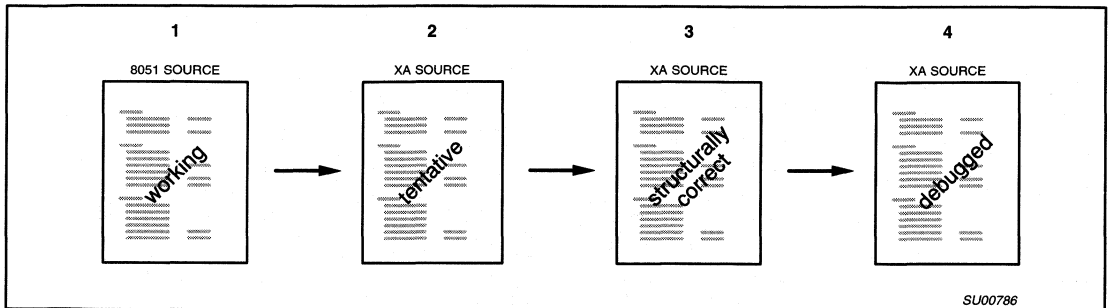 1
2
3
4
8051 SOURCE
XA SOURCE
XA SOURCE
XA SOURCE
working
tentative
structurally
correct
debugged
SU00786